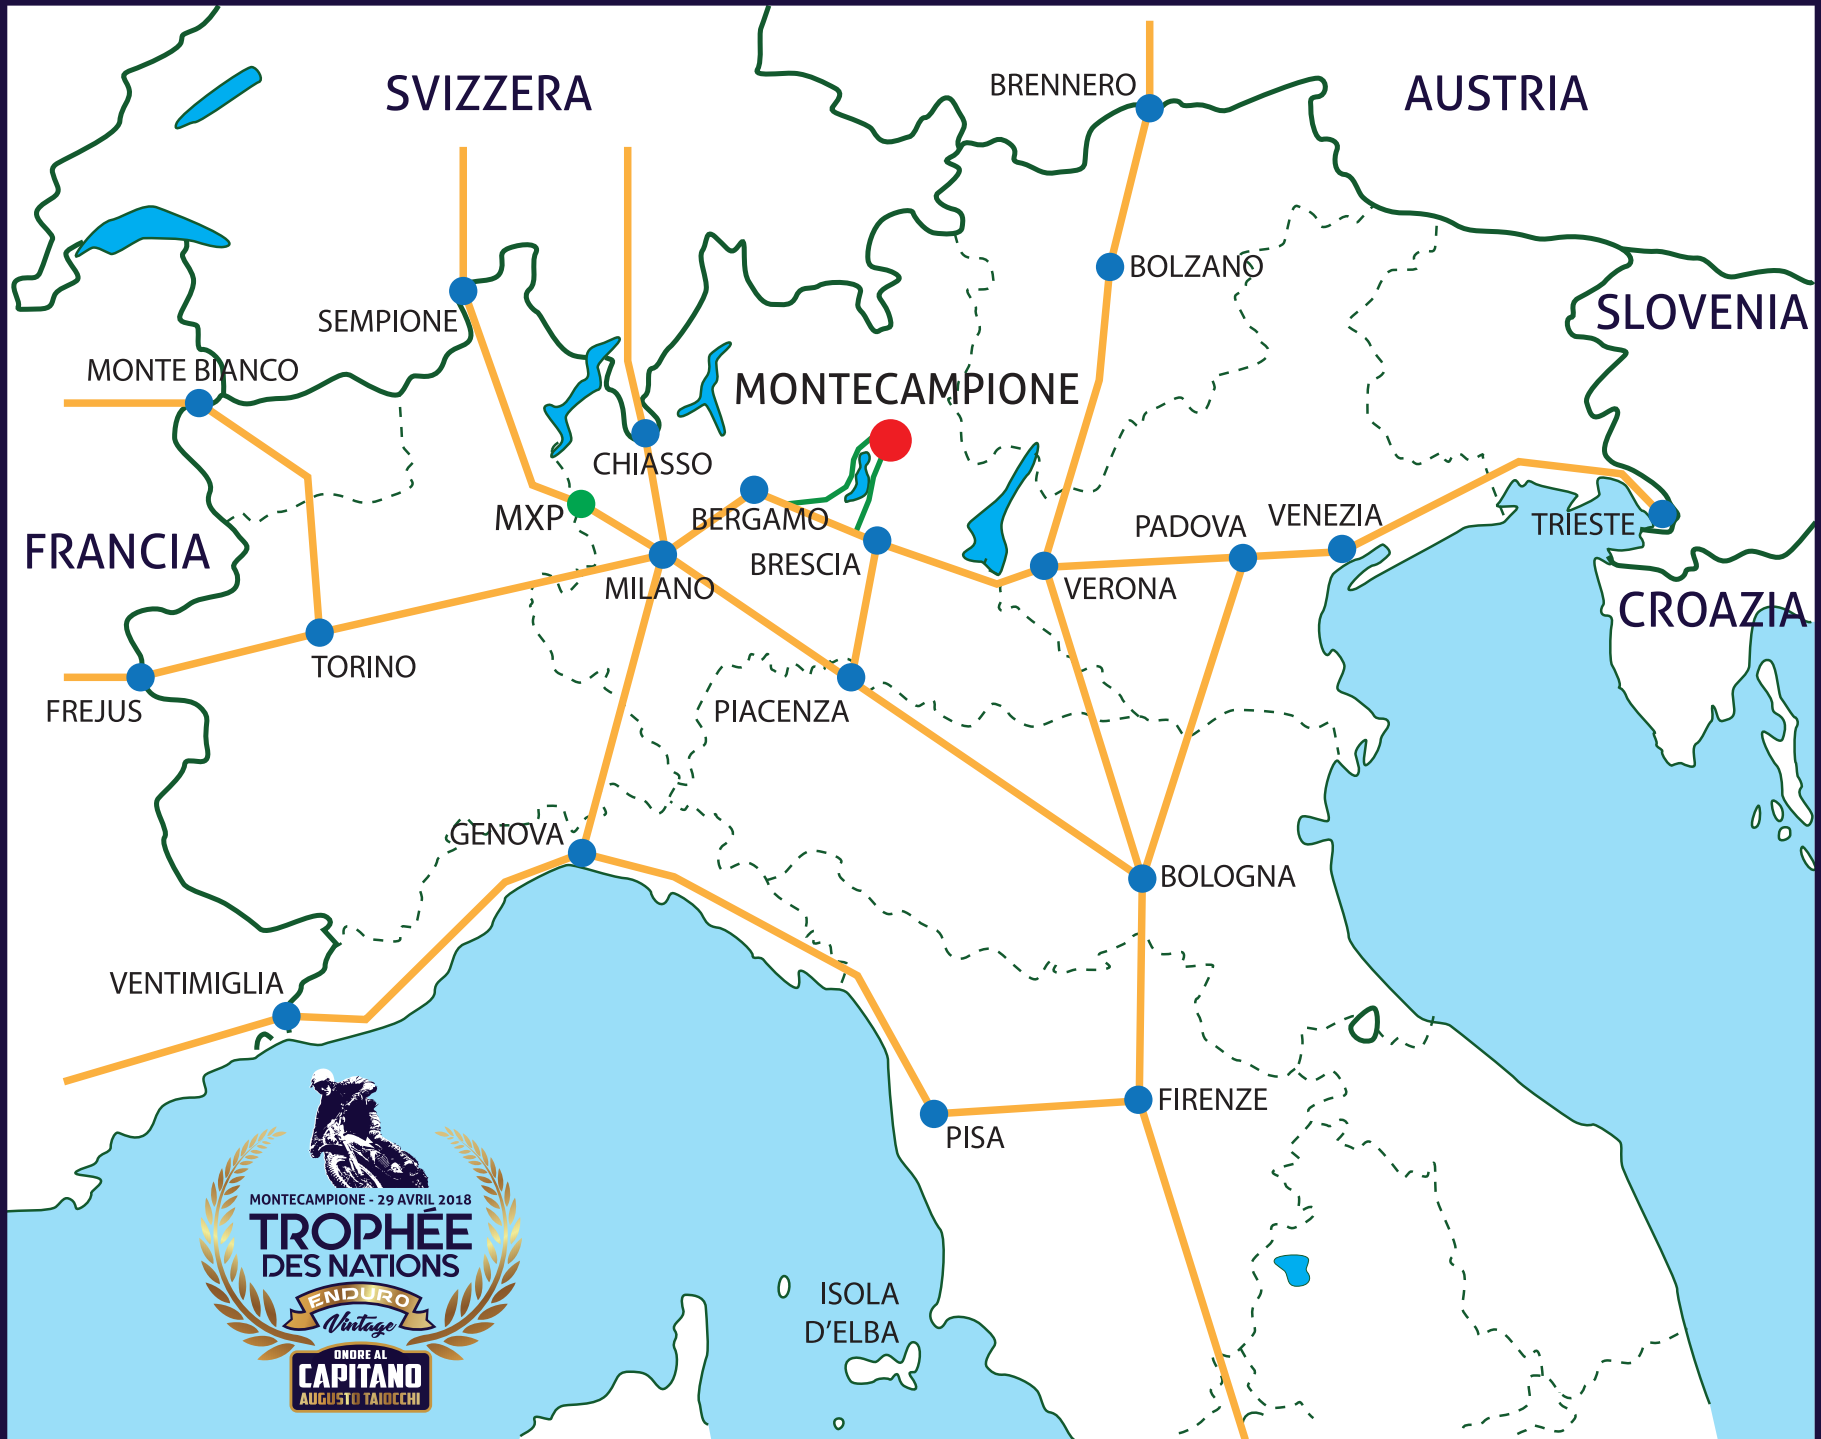 BRENNERO
SVIZZERA
AUSTRIA
BOLZANO
SLOVENIA
SEMPIONE
MONTE BIANCO
MONTECAMPIONE
CHIASSO
MXP
BERGAMO
PADOVA
VENEZIA
TRIESTE
FRANCIA
BRESCIA
MILANO
VERONA
CROAZIA
TORINO
FREJUS
PIACENZA
GENOVA
BOLOGNA
VENTIMIGLIA
FIRENZE
PISA
MONTECAMPIONE - 29 AVRIL 2018
TROPHÉE
DES NATIONS
ENDURO
Vintage
ONORE AL
CAPITANO
AUGUSTO TAIOCCHI
ISOLA
D'ELBA